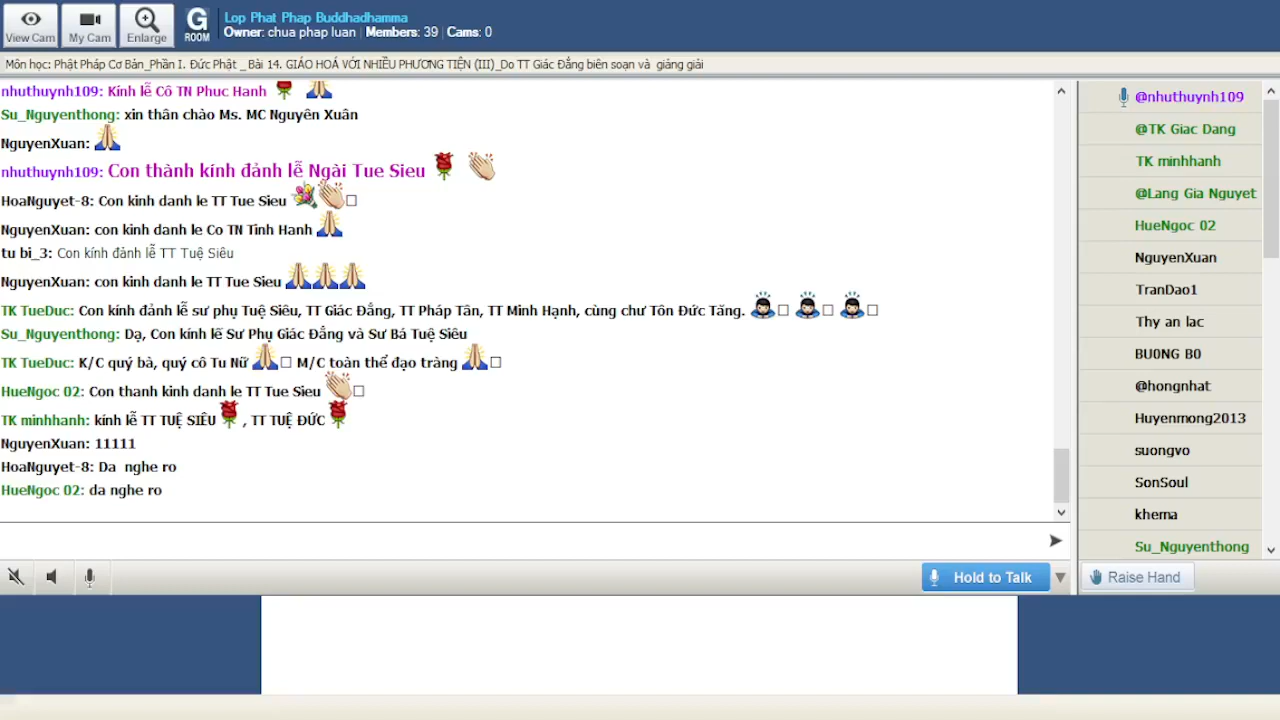 View Cam
My Cam
Enlarge
G
ROOM
Lop Phat Phap Buddhadhamma
Owner: chua phap luan | Members: 39 | Cams: 0
Môn học: Phật Pháp Cơ Bản_Phần I. Đức Phật _Bài 14. GIÁO HOÁ VỚI NHIỀU PHƯƠNG TIỆN (III)_Do TT Giác Đẳng biên soạn và giảng giải
nhuthuynh109: Kính lễ Cô TN Phuc Hanh
Su_Nguyenthong: xin thân chào Ms. MC Nguyên Xuân
NguyenXuan:
nhuthuynh109: Con thành kính đảnh lễ Ngài Tue Sieu
HoaNguyet-8: Con kinh danh le TT Tue Sieu
NguyenXuan: con kinh danh le Co TN Tinh Hanh
tu bi_3: Con kính đảnh lễ TT Tuệ Siêu
NguyenXuan: con kinh danh le TT Tue Sieu
TK TueDuc: Con kính đảnh lễ sư phụ Tuệ Siêu, TT Giác Đẳng, TT Pháp Tân, TT Minh Hạnh, cùng chư Tôn Đức Tăng.
Su_Nguyenthong: Dạ, Con kính lễ Sư Phụ Giác Đẳng và Sư Bá Tuệ Siêu
TK TueDuc: K/C quý bà, quý cô Tu Nữ M/C toàn thể đạo tràng
HueNgoc 02: Con thanh kinh danh le TT Tue Sieu
TK minhhanh: kính lễ TT TUỆ SIÊU , TT TUỆ ĐỨC
NguyenXuan: 11111
HoaNguyet-8: Da nghe ro
HueNgoc 02: da nghe ro
@nhuthuynh109
@TK Giac Dang
TK minhhanh
@Lang Gia Nguyet
HueNgoc 02
NguyenXuan
TranDao1
Thy an lac
BU0NG B0
@hongnhat
Huyenmong2013
suongvo
SonSoul
khema
Su_Nguyenthong
Hold to Talk
Raise Hand